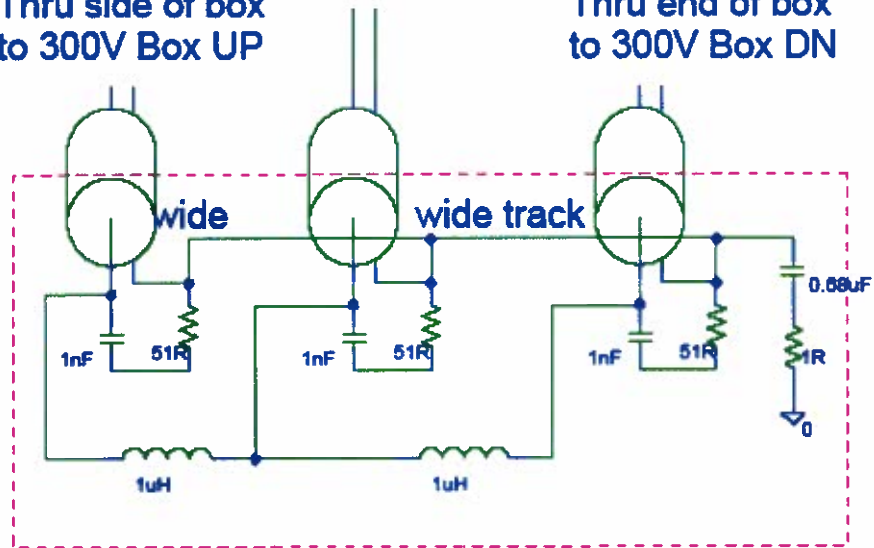 Thru side of box
to 300V Box UP
Thru end of box
to 300V Box DN
wide
wide track
0.68uF
1nF
51R
1nF
51R
1nF
51R
1R
0
1uH
1uH